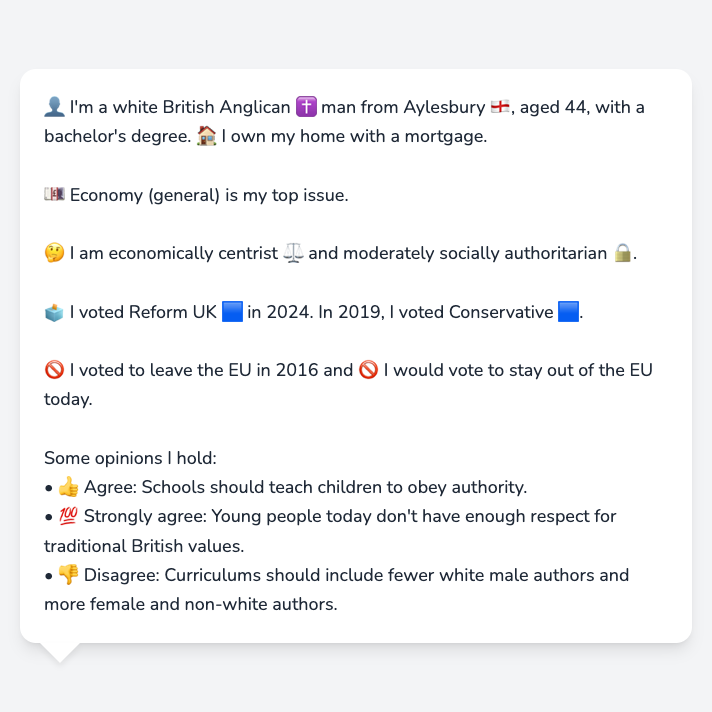 👤 I'm a white British Anglican ✝️ man from Aylesbury 🏴󠁧󠁢󠁥󠁮󠁧󠁿, aged 44, with a
bachelor's degree. 🏠 I own my home with a mortgage.
💷 Economy (general) is my top issue.
🤔 I am economically centrist ⚖️ and moderately socially authoritarian 🔒.
🗳️ I voted Reform UK 🟦 in 2024. In 2019, I voted Conservative 🟦.
🚫 I voted to leave the EU in 2016 and 🚫 I would vote to stay out of the EU
today.
Some opinions I hold:
• 👍 Agree: Schools should teach children to obey authority.
• 💯 Strongly agree: Young people today don't have enough respect for
traditional British values.
• 👎 Disagree: Curriculums should include fewer white male authors and
more female and non-white authors.